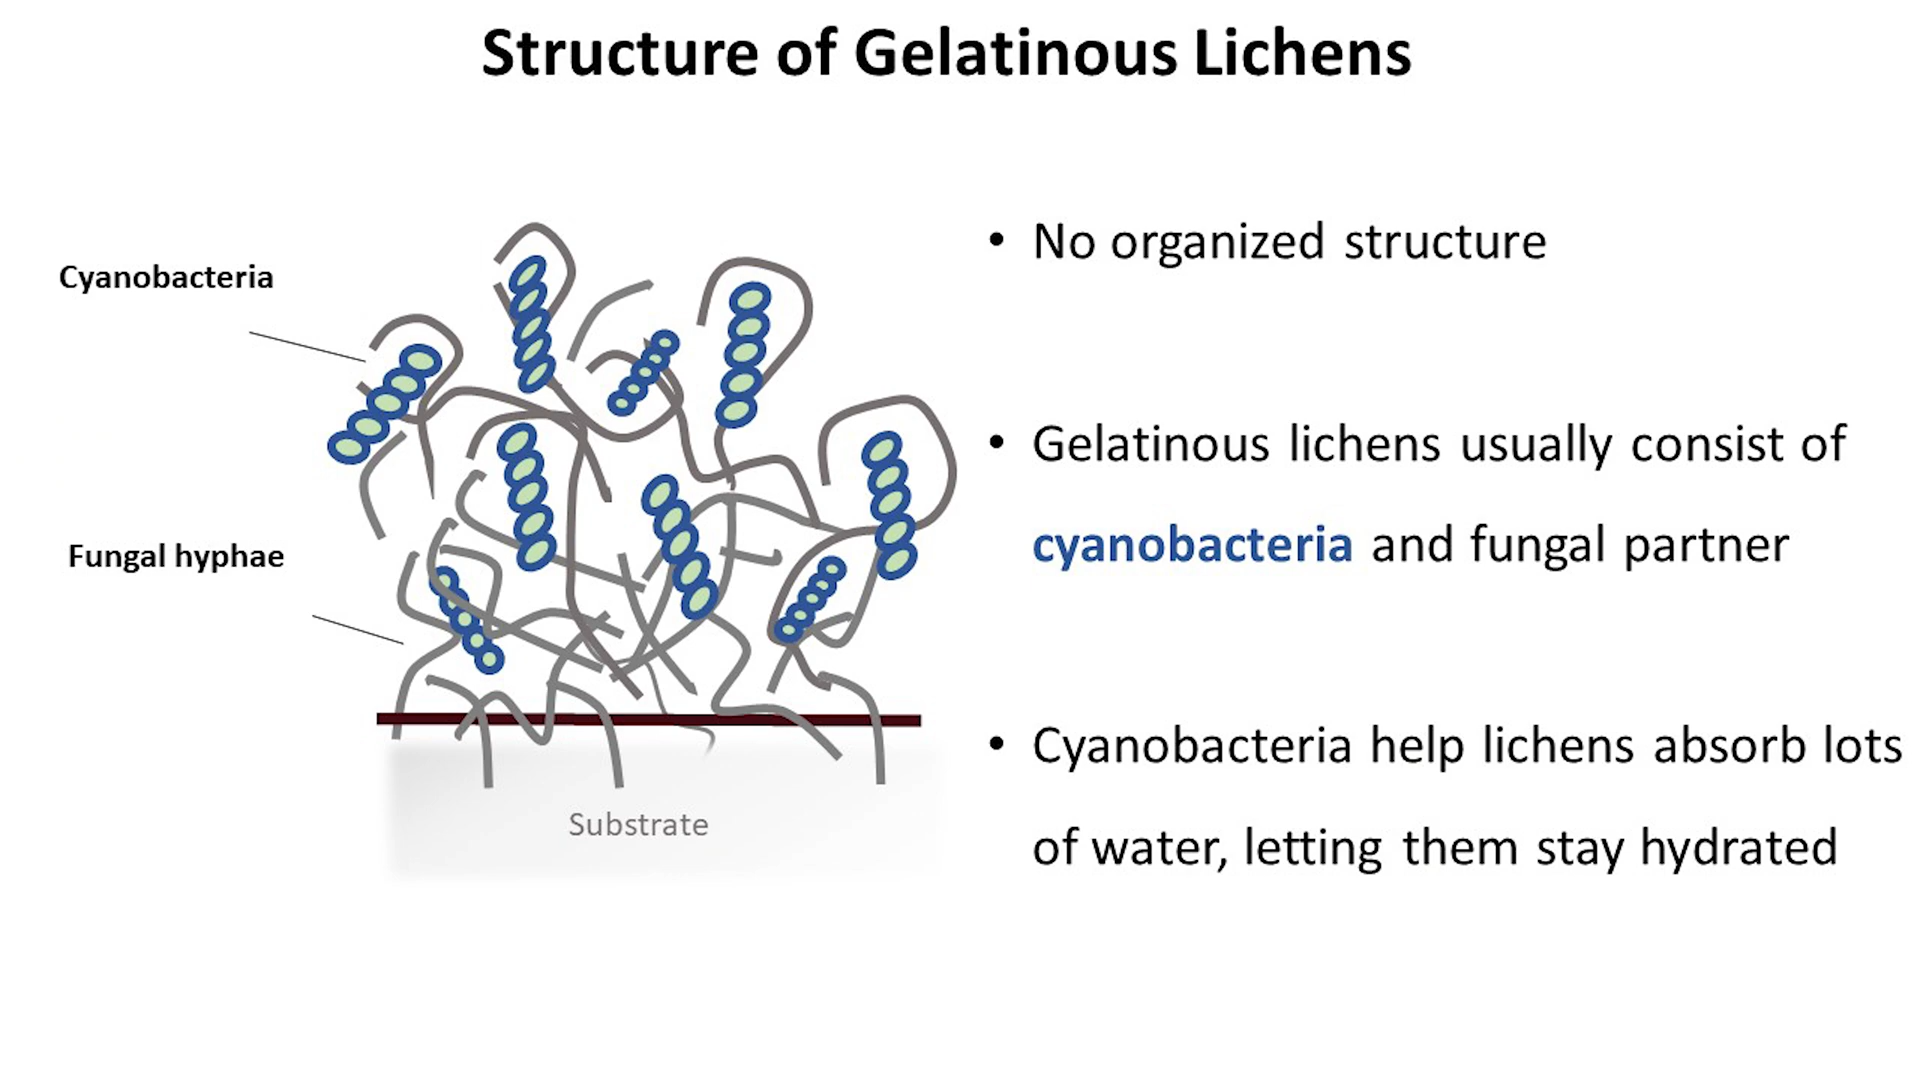 Structure of Gelatinous Lichens
Cyanobacteria
Fungal hyphae
Substrate
• No organized structure
• Gelatinous lichens usually consist of
cyanobacteria and fungal partner
• Cyanobacteria help lichens absorb lots
of water, letting them stay hydrated